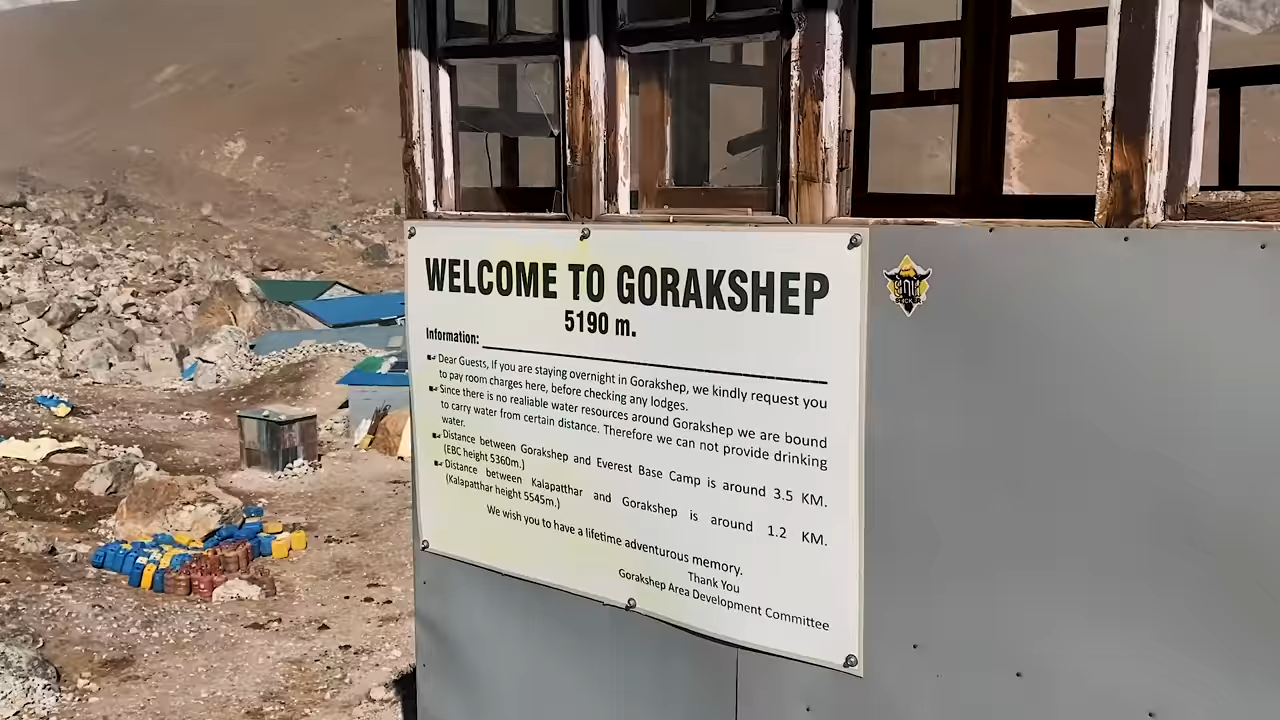 WELCOME TO GORAKSHEP
5190 m.
Information:
Dear Guests, If you are staying overnight in Gorakshep, we kindly request you
to pay room charges here, before checking any lodges.
Since there is no realiable water resources around Gorakshep we are bound
to carry water from certain distance. Therefore we can not provide drinking
water.
Distance between Gorakshep and Everest Base Camp is around 3.5 KM.
(EBC height 5360m.)
Distance between Kalapatthar and Gorakshep is around 1.2 KM.
(Kalapatthar height 5545m.)
We wish you to have a lifetime adventurous memory.
Thank You
Gorakshep Area Development Committee